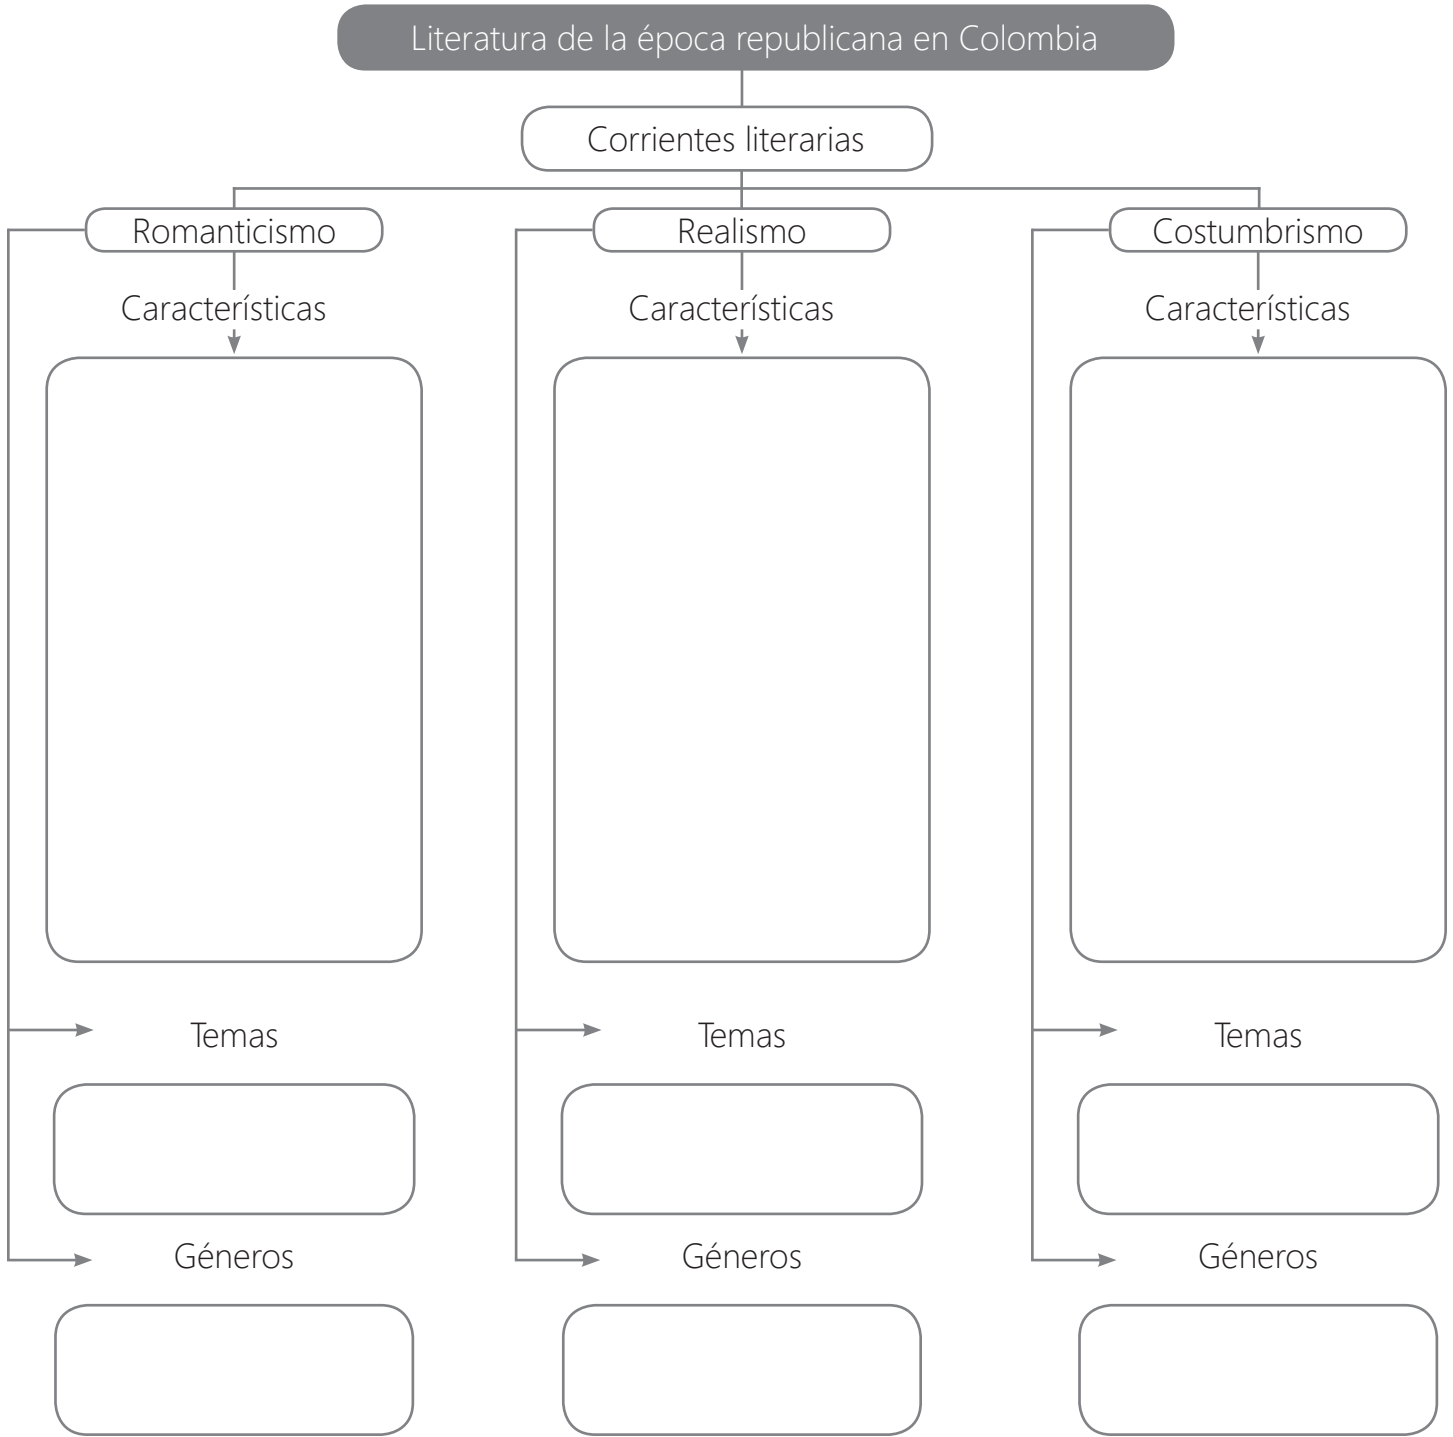 Literatura de la época republicana en Colombia
Corrientes literarias
Romanticismo
Realismo
Costumbrismo
Características
Características
Características
Temas
Temas
Temas
Géneros
Géneros
Géneros